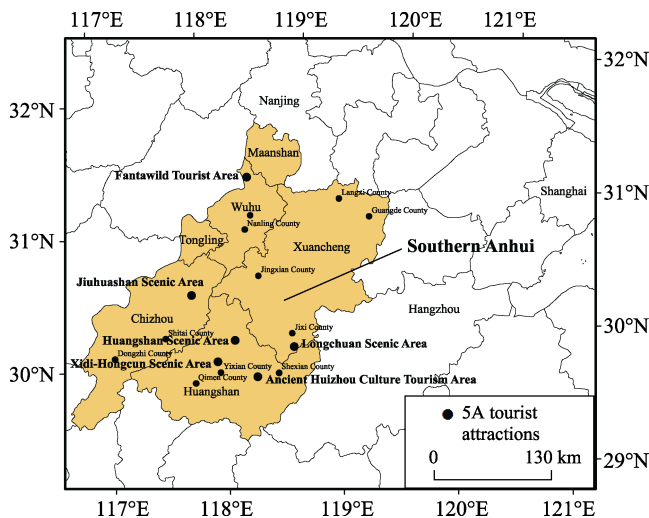 117°E 118°E 119°E 120°E 121°E
32°N
32°N
Nanjing
Maanshan
Fantawild Tourist Area
31°N
Langxi County
Shanghai
Wuhu
Guangde County
Nanling County
31°N
Tongling
Xuancheng
Southern Anhui
Jingxian County
Jiuhuashan Scenic Area
Hangzhou
Chizhou
30°N
Shitai County
Jixi County
Huangshan Scenic Area
Longchuan Scenic Area
Dongzhi County
Xidi-Hongcun Scenic Area
Yixian County
Shexian County
30°N
Qimen County
Ancient Huizhou Culture Tourism Area
Huangshan
5A tourist
attractions
0 130 km
29°N
117°E 118°E 119°E 120°E 121°E